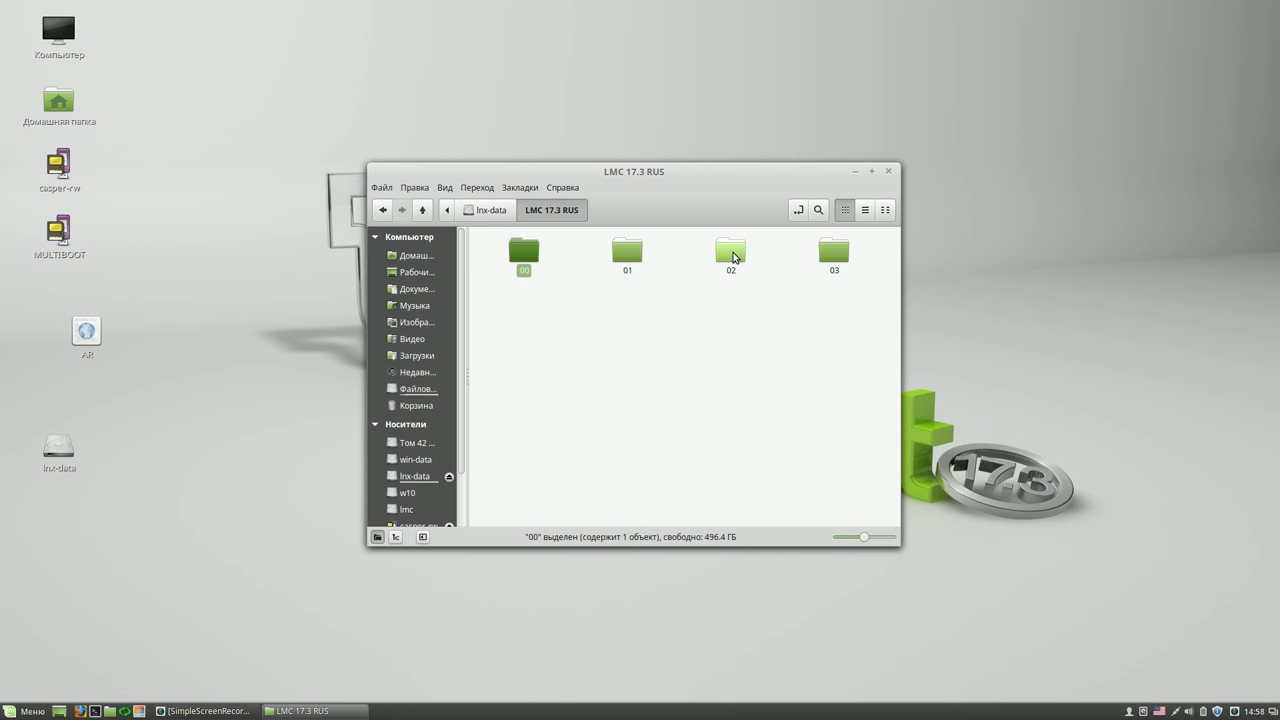 Компьютер
Домашняя папка
casper-rw
MULTIBOOT
AR
lnx-data
LMC 17.3 RUS
Файл Правка Вид Переход Закладки Справка
lnx-data LMC 17.3 RUS
Компьютер
Домаш...
Рабочи...
Докуме...
Музыка
Изобра...
Видео
Загрузки
Недавн...
Файлов...
Корзина
Носители
Том 42 ...
win-data
lnx-data
w10
lmc
00 01 02 03
"00" выделен (содержит 1 объект), свободно: 496.4 ГБ
17.3
Меню [SimpleScreenRecor... LMC 17.3 RUS 14:58